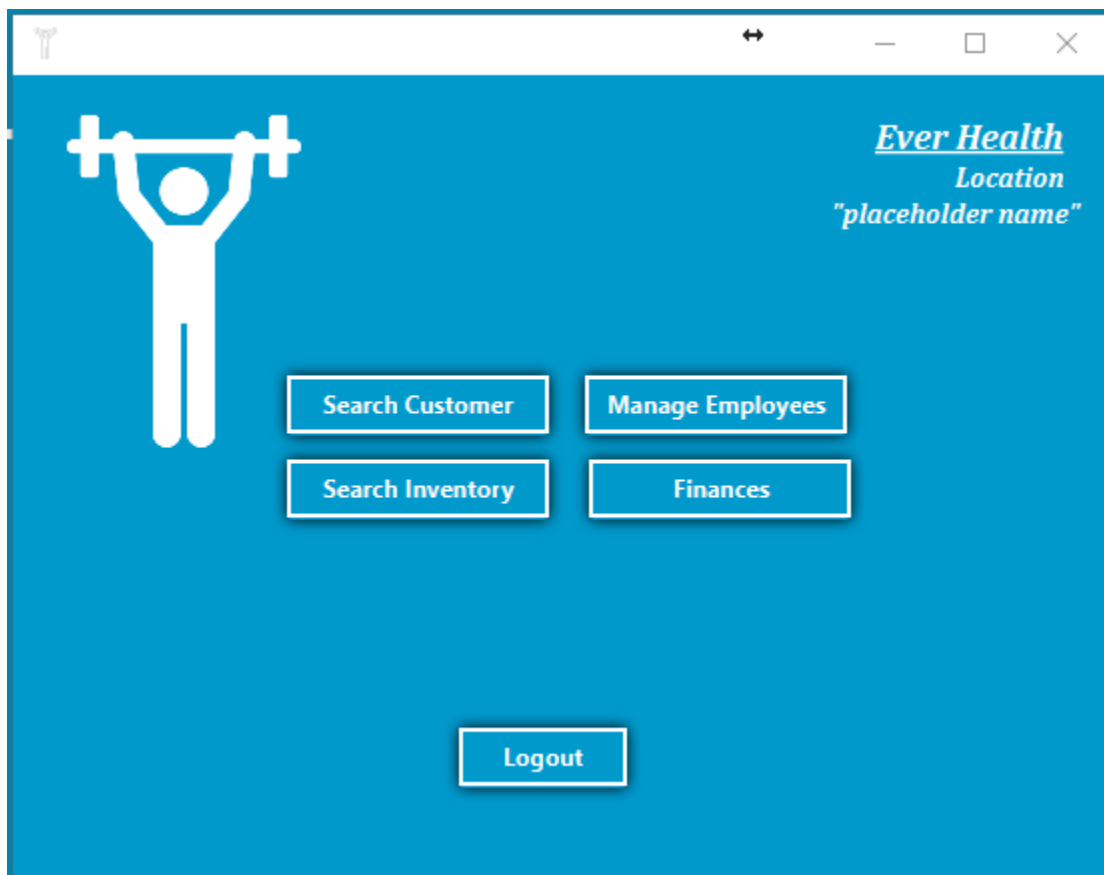 Ever Health
Location
"placeholder name"
Search Customer
Manage Employees
Search Inventory
Finances
Logout